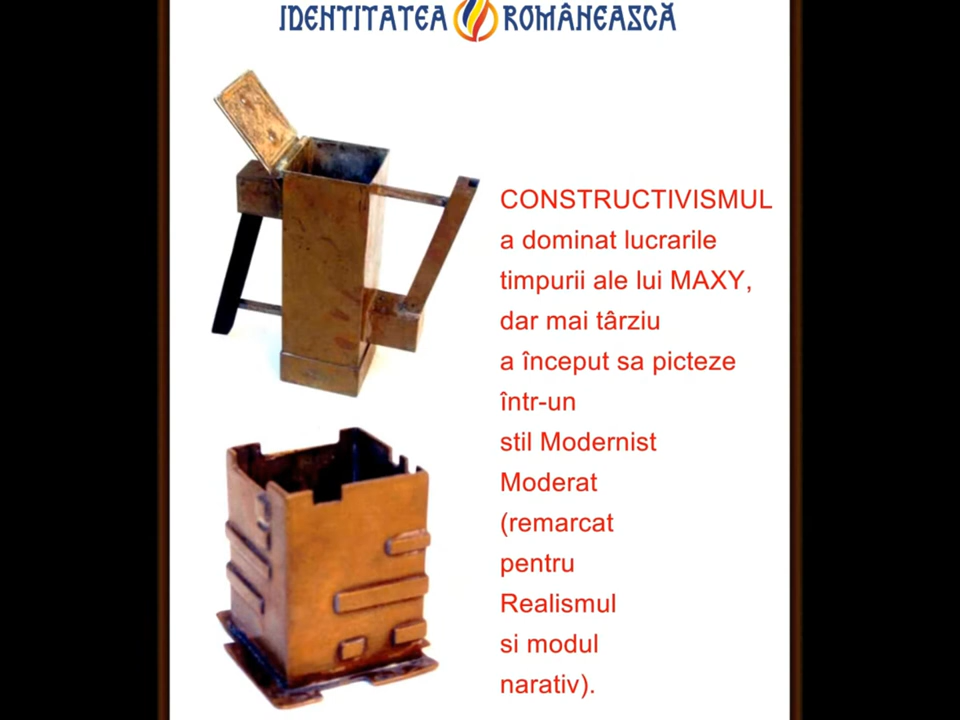 IDENTITATEA ROMÂNEASCĂ
CONSTRUCTIVISMUL
a dominat lucrarile
timpurii ale lui MAXY,
dar mai târziu
a început sa picteze
într-un
stil Modernist
Moderat
(remarcat
pentru
Realismul
si modul
narativ).